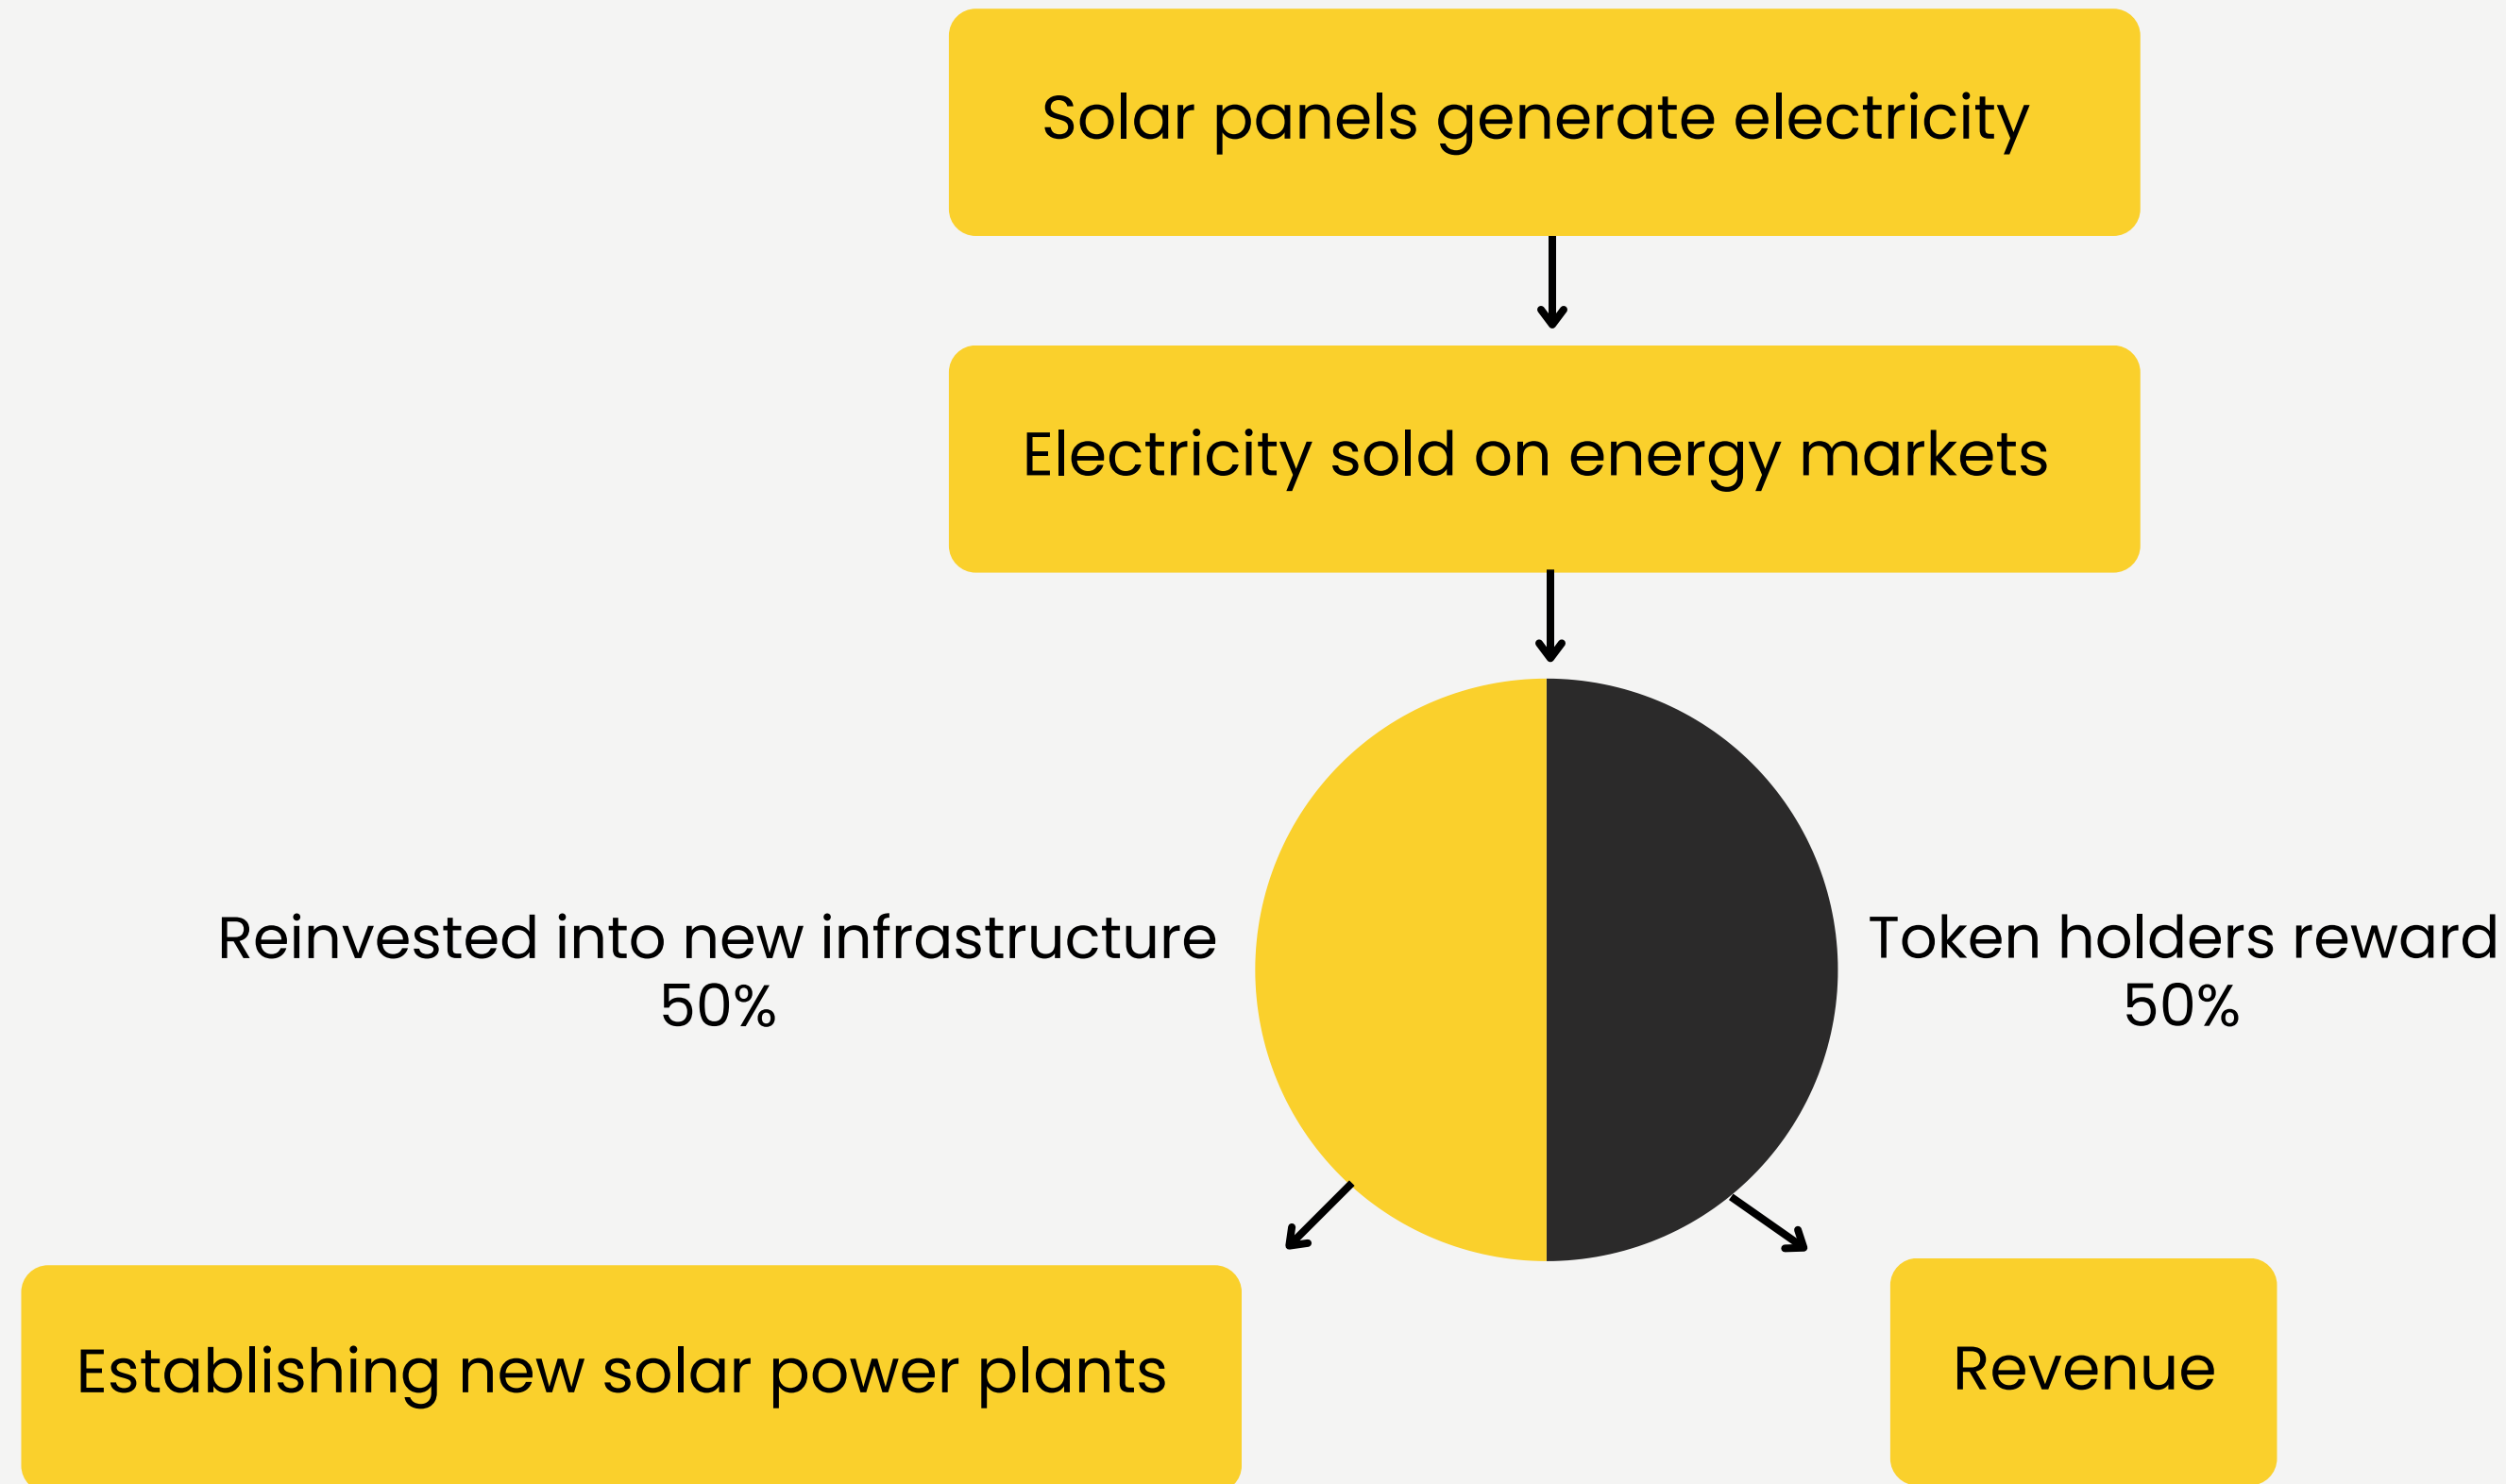 Solar panels generate electricity
Electricity sold on energy markets
Reinvested into new infrastructure
50%
Token holders reward
50%
Establishing new solar power plants
Revenue